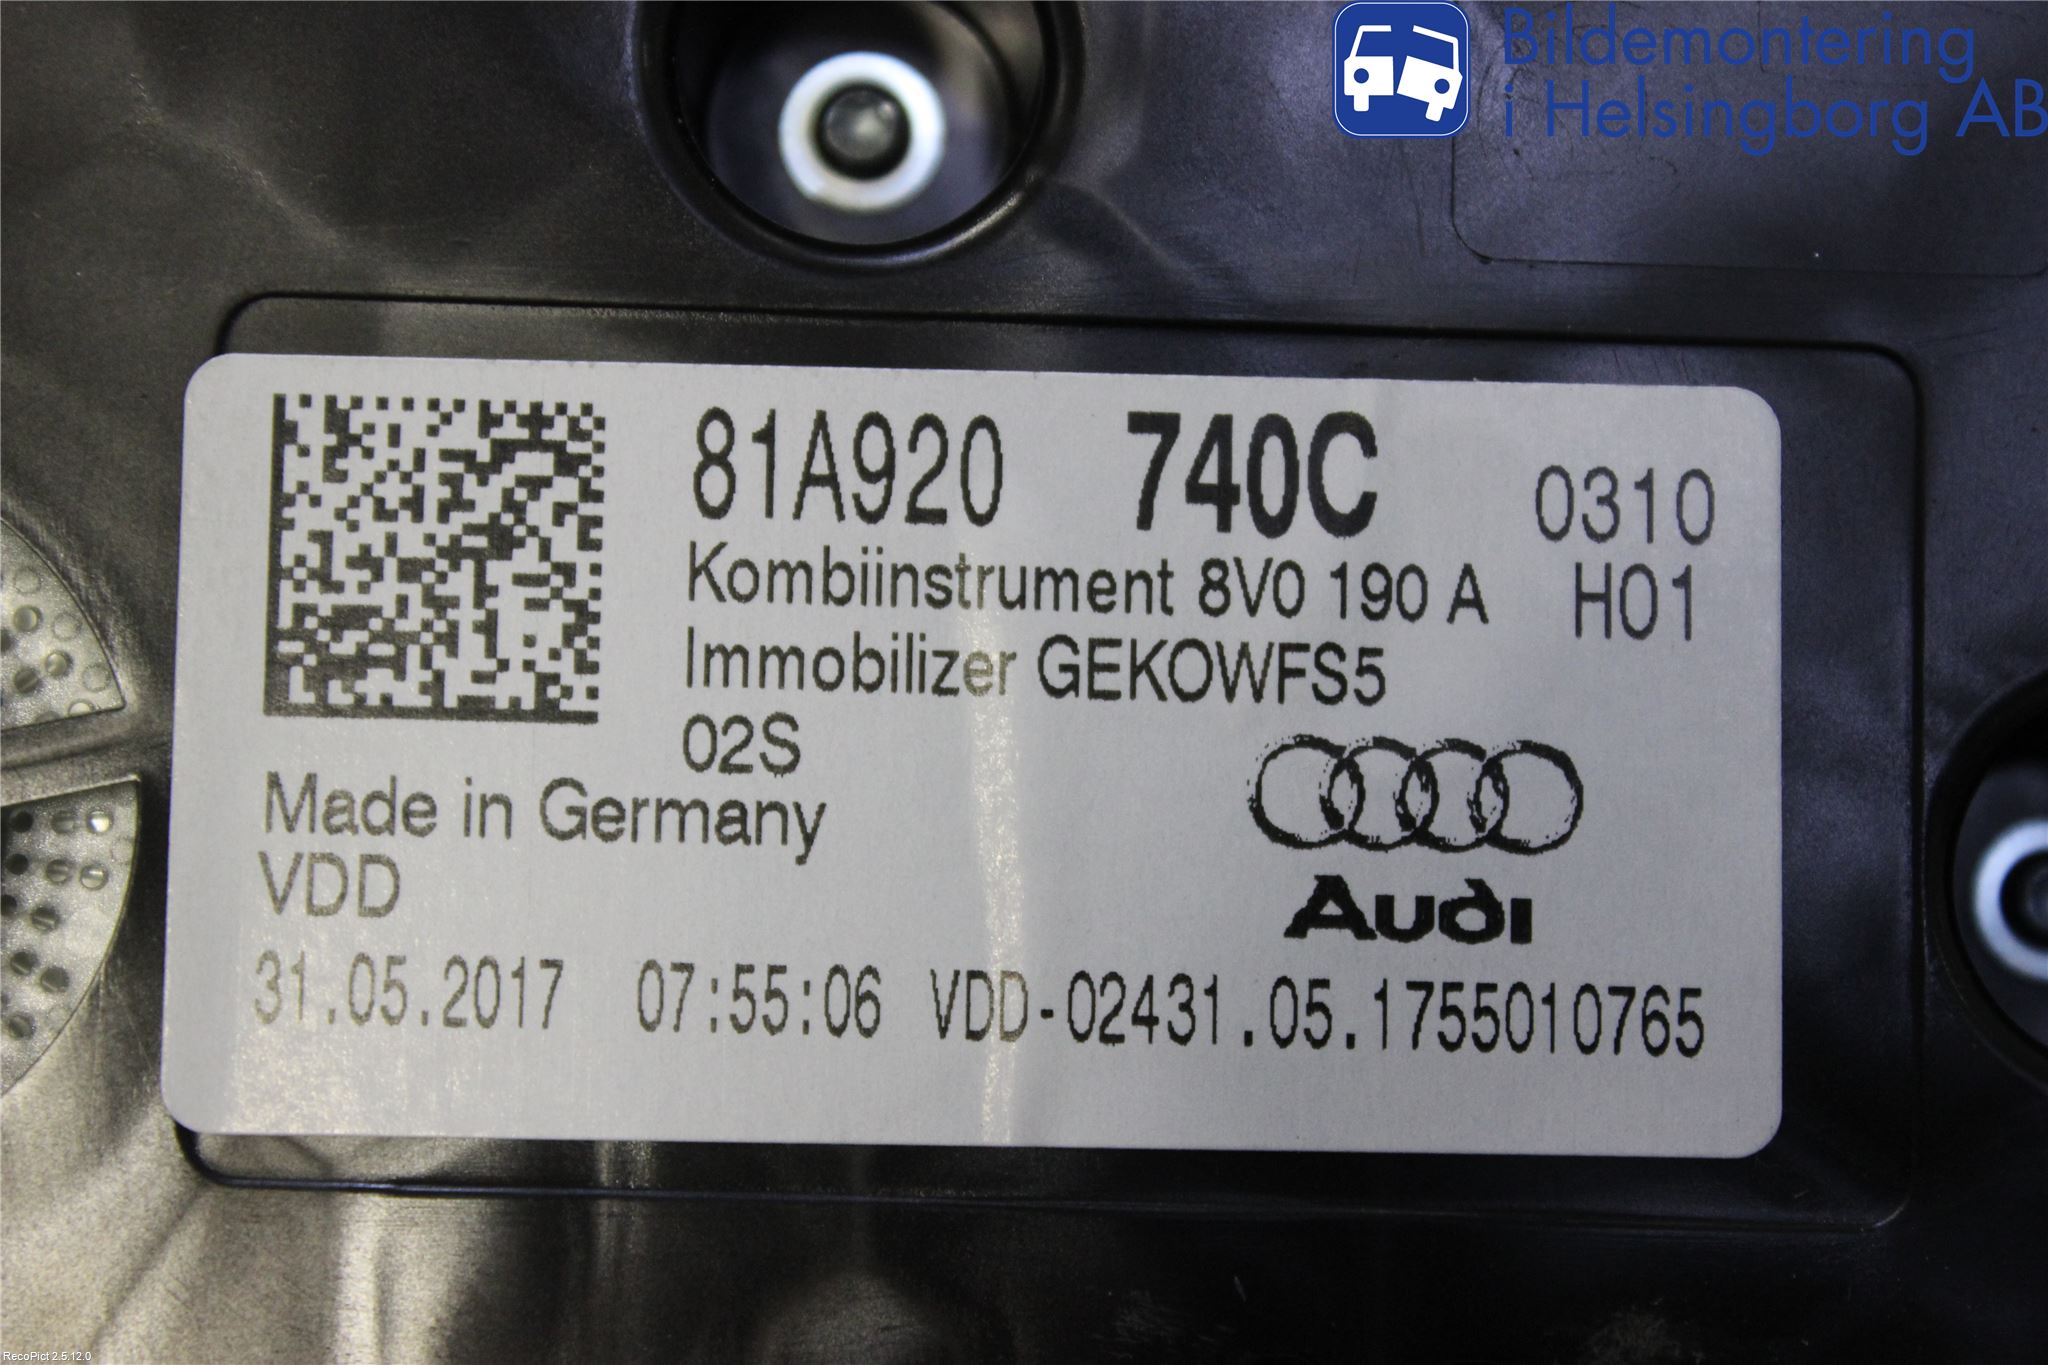 Bildemontering
i Helsingborg AB
81A920 740C 0310
Kombiinstrument 8V0 190 A H01
Immobilizer GEKOWFS5
02S
Made in Germany
VDD
Audi
31.05.2017 07:55:06 VDD-02431.05.1755010765
RecoPict 2.5.12.0